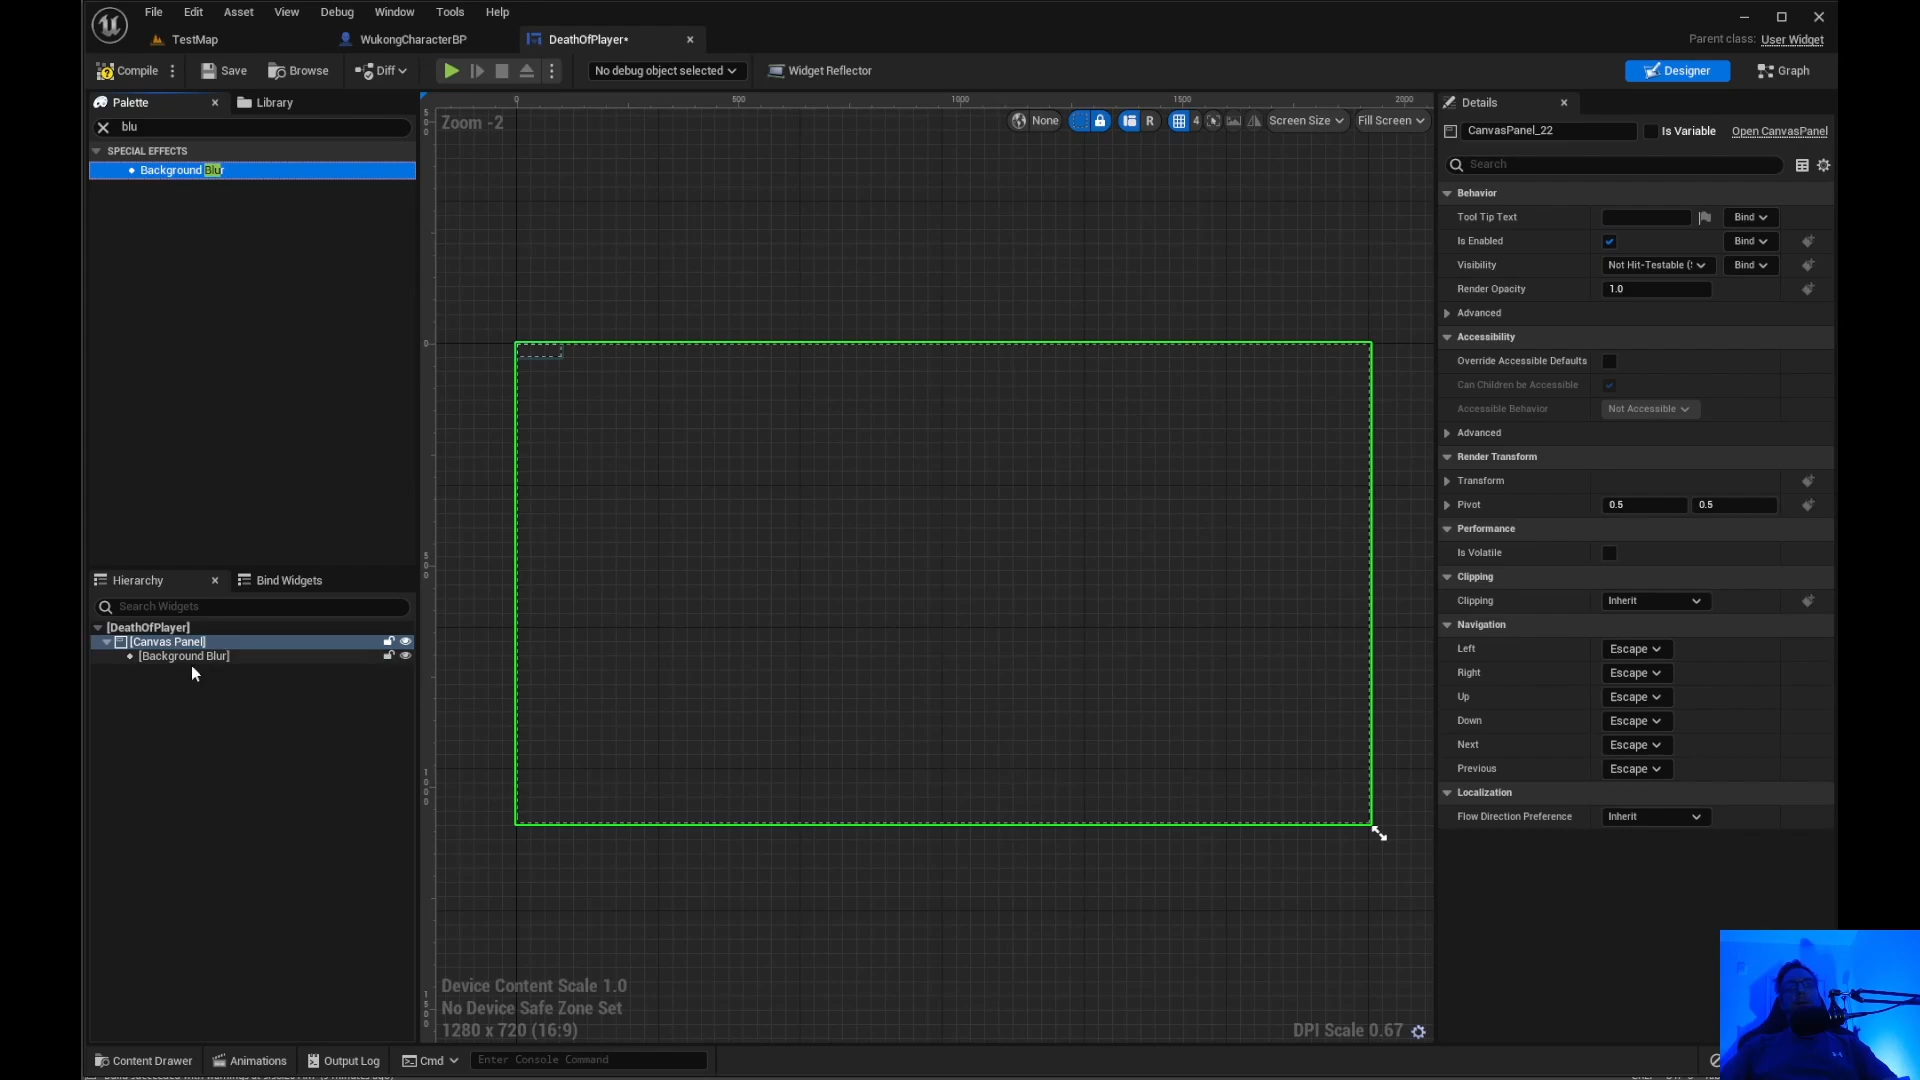 File Edit Asset View Debug Window Tools Help
TestMap WukongCharacterBP DeathOfPlayer•
Parent class: User Widget
Compile Save Browse Diff No debug object selected Widget Reflector Designer Graph
Palette Library
blu
SPECIAL EFFECTS
Background Blur
Hierarchy Bind Widgets
Search Widgets
[DeathOfPlayer]
[Canvas Panel]
[Background Blur]
0 500 1000 1500 2000
Zoom -2
None R 4 Screen Size Fill Screen
Device Content Scale 1.0
No Device Safe Zone Set
1280 x 720 (16:9)
DPI Scale 0.67
Details
CanvasPanel_22 Is Variable Open CanvasPanel
Search
Behavior
Tool Tip Text Bind
Is Enabled Bind
Visibility Not Hit-Testable ( Bind
Render Opacity 1.0
Advanced
Accessibility
Override Accessible Defaults
Can Children be Accessible
Accessible Behavior Not Accessible
Advanced
Render Transform
Transform
Pivot 0.5 0.5
Performance
Is Volatile
Clipping
Clipping Inherit
Navigation
Left Escape
Right Escape
Up Escape
Down Escape
Next Escape
Previous Escape
Localization
Flow Direction Preference Inherit
Content Drawer Animations Output Log Cmd Enter Console Command